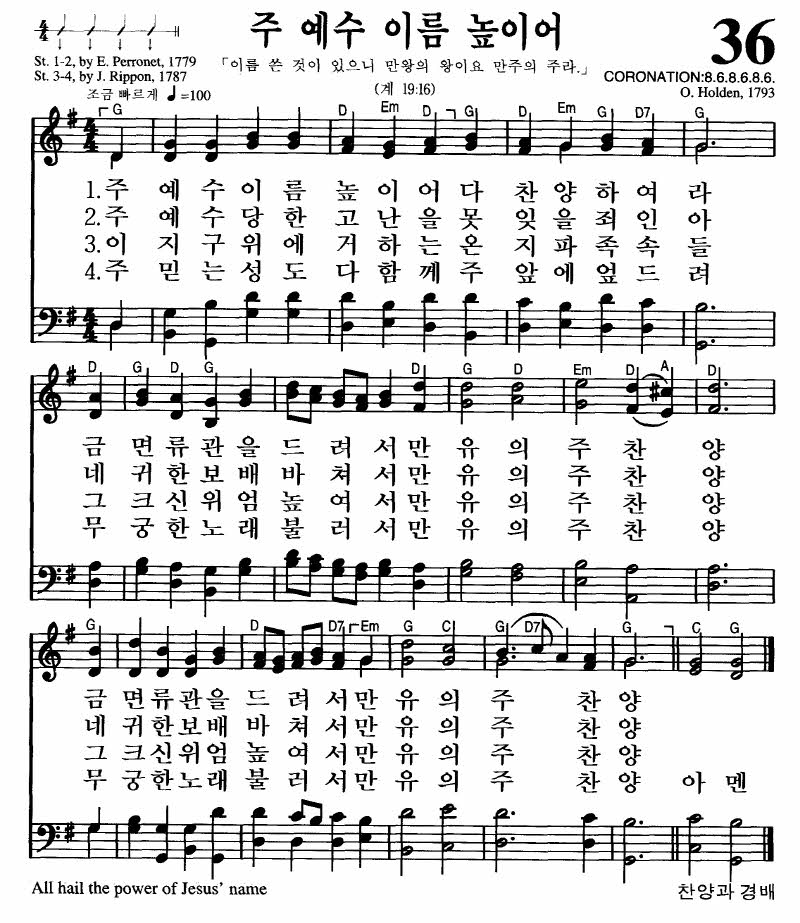 주 예수 이름 높이어
36
St. 1-2, by E. Perronet, 1779
St. 3-4, by J. Rippon, 1787
「이름 쓴 것이 있으니 만왕의 왕이요 만주의 주라.」
(계 19:16)
CORONATION:8.6.8.6.8.6.
O. Holden, 1793
조금 빠르게 ♩=100
G D Em D Em G D7 G
4/4
1.주 예 수 이 름 높 이 어 다 찬 양 하 여 라
2.주 예 수 당 한 고 난 을 못 잊 을 죄 인 아
3.이 지 구 위 에 거 하 는 온 지 파 족 속 들
4.주 믿 는 성 도 다 함 께 주 앞 에 엎 드 려
D G D G D G D Em D A D
금 면 류 관 을 드 려 서 만 유 의 주 찬 양
네 귀 한 보 배 바 쳐 서 만 유 의 주 찬 양
그 크 신 위 엄 높 여 서 만 유 의 주 찬 양
무 궁 한 노 래 불 러 서 만 유 의 주 찬 양
G D D7 Em G C G D7 G C G
금 면 류 관 을 드 려 서 만 유 의 주 찬 양
네 귀 한 보 배 바 쳐 서 만 유 의 주 찬 양
그 크 신 위 엄 높 여 서 만 유 의 주 찬 양
무 궁 한 노 래 불 러 서 만 유 의 주 찬 양 아 멘
All hail the power of Jesus' name
찬양과 경배